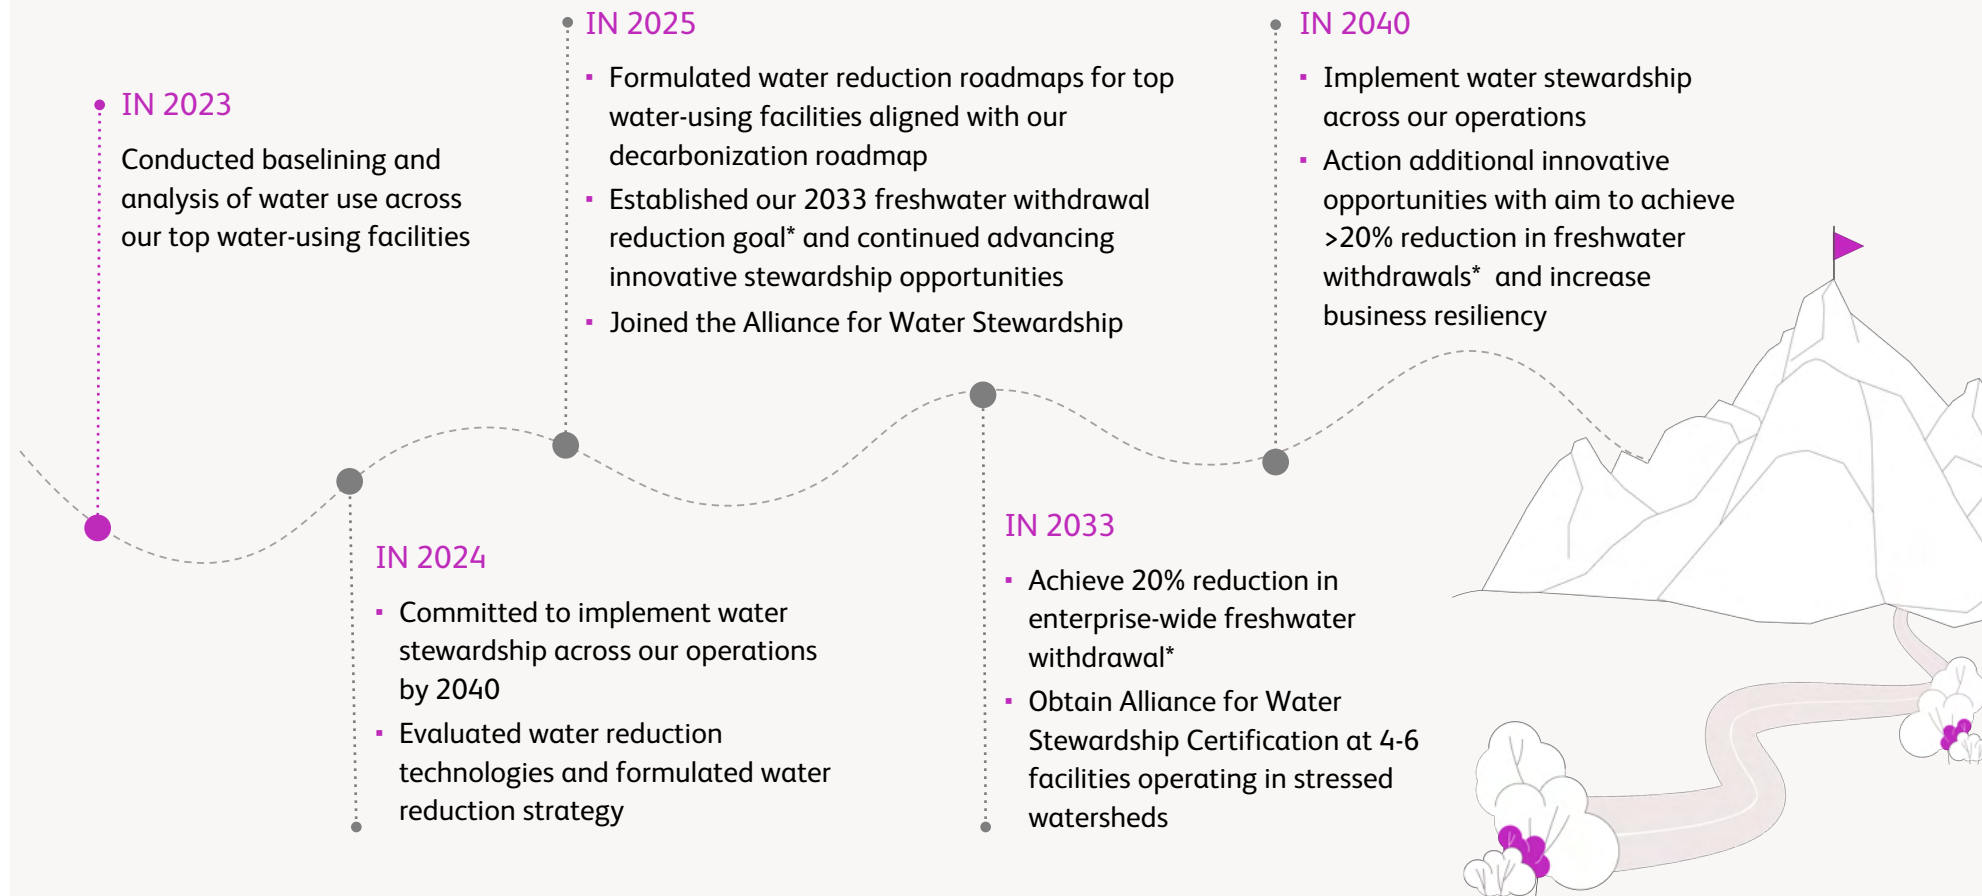 IN 2023
Conducted baselining and
analysis of water use across
our top water-using facilities
IN 2024
▪ Committed to implement water
stewardship across our operations
by 2040
▪ Evaluated water reduction
technologies and formulated water
reduction strategy
IN 2025
▪ Formulated water reduction roadmaps for top
water-using facilities aligned with our
decarbonization roadmap
▪ Established our 2033 freshwater withdrawal
reduction goal* and continued advancing
innovative stewardship opportunities
▪ Joined the Alliance for Water Stewardship
IN 2033
▪ Achieve 20% reduction in
enterprise-wide freshwater
withdrawal*
▪ Obtain Alliance for Water
Stewardship Certification at 4-6
facilities operating in stressed
watersheds
IN 2040
▪ Implement water stewardship
across our operations
▪ Action additional innovative
opportunities with aim to achieve
>20% reduction in freshwater
withdrawals* and increase
business resiliency